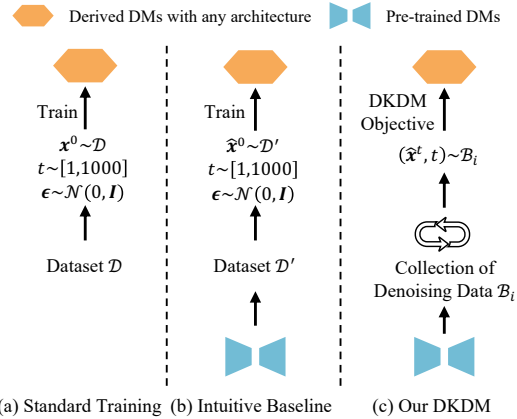 Derived DMs with any architecture
Pre-trained DMs
Train
𝒙⁰~𝒟
t~[1,1000]
𝝐~𝒩(0, 𝑰)
Dataset 𝒟
(a) Standard Training
Train
𝒙̂⁰~𝒟′
t~[1,1000]
𝝐~𝒩(0, 𝑰)
Dataset 𝒟′
(b) Intuitive Baseline
DKDM
Objective
(𝒙̂ᵗ, t)~ℬᵢ
Collection of
Denoising Data ℬᵢ
(c) Our DKDM